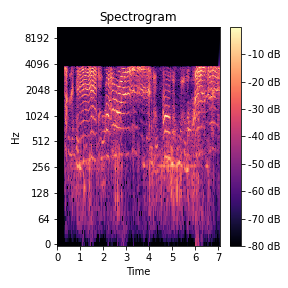 Spectrogram
8192
4096
2048
1024
512
256
128
64
0
Hz
0 1 2 3 4 5 6 7
Time
-10 dB
-20 dB
-30 dB
-40 dB
-50 dB
-60 dB
-70 dB
-80 dB